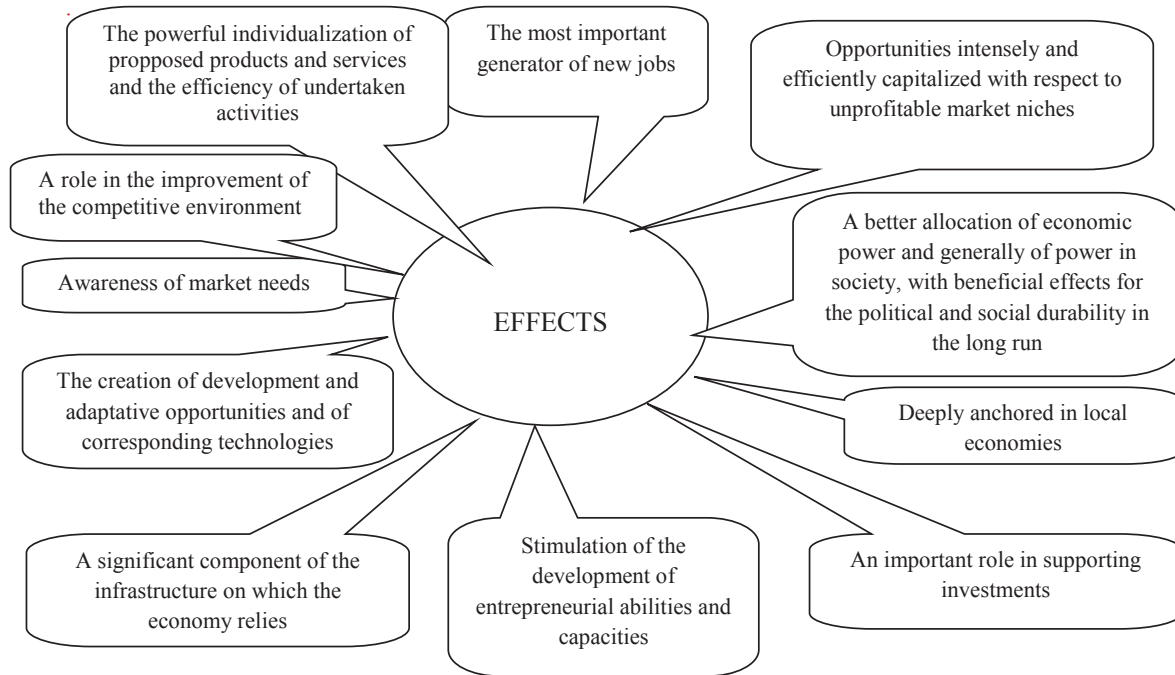 The powerful individualization of
propposed products and services
and the efficiency of undertaken
activities
The most important
generator of new jobs
Opportunities intensely and
efficiently capitalized with respect to
unprofitable market niches
A role in the improvement of
the competitive environment
A better allocation of economic
power and generally of power in
society, with beneficial effects for
the political and social durability in
the long run
Awareness of market needs
EFFECTS
The creation of development and
adaptative opportunities and of
corresponding technologies
Deeply anchored in local
economies
A significant component of the
infrastructure on which the
economy relies
Stimulation of the
development of
entrepreneurial abilities and
capacities
An important role in supporting
investments